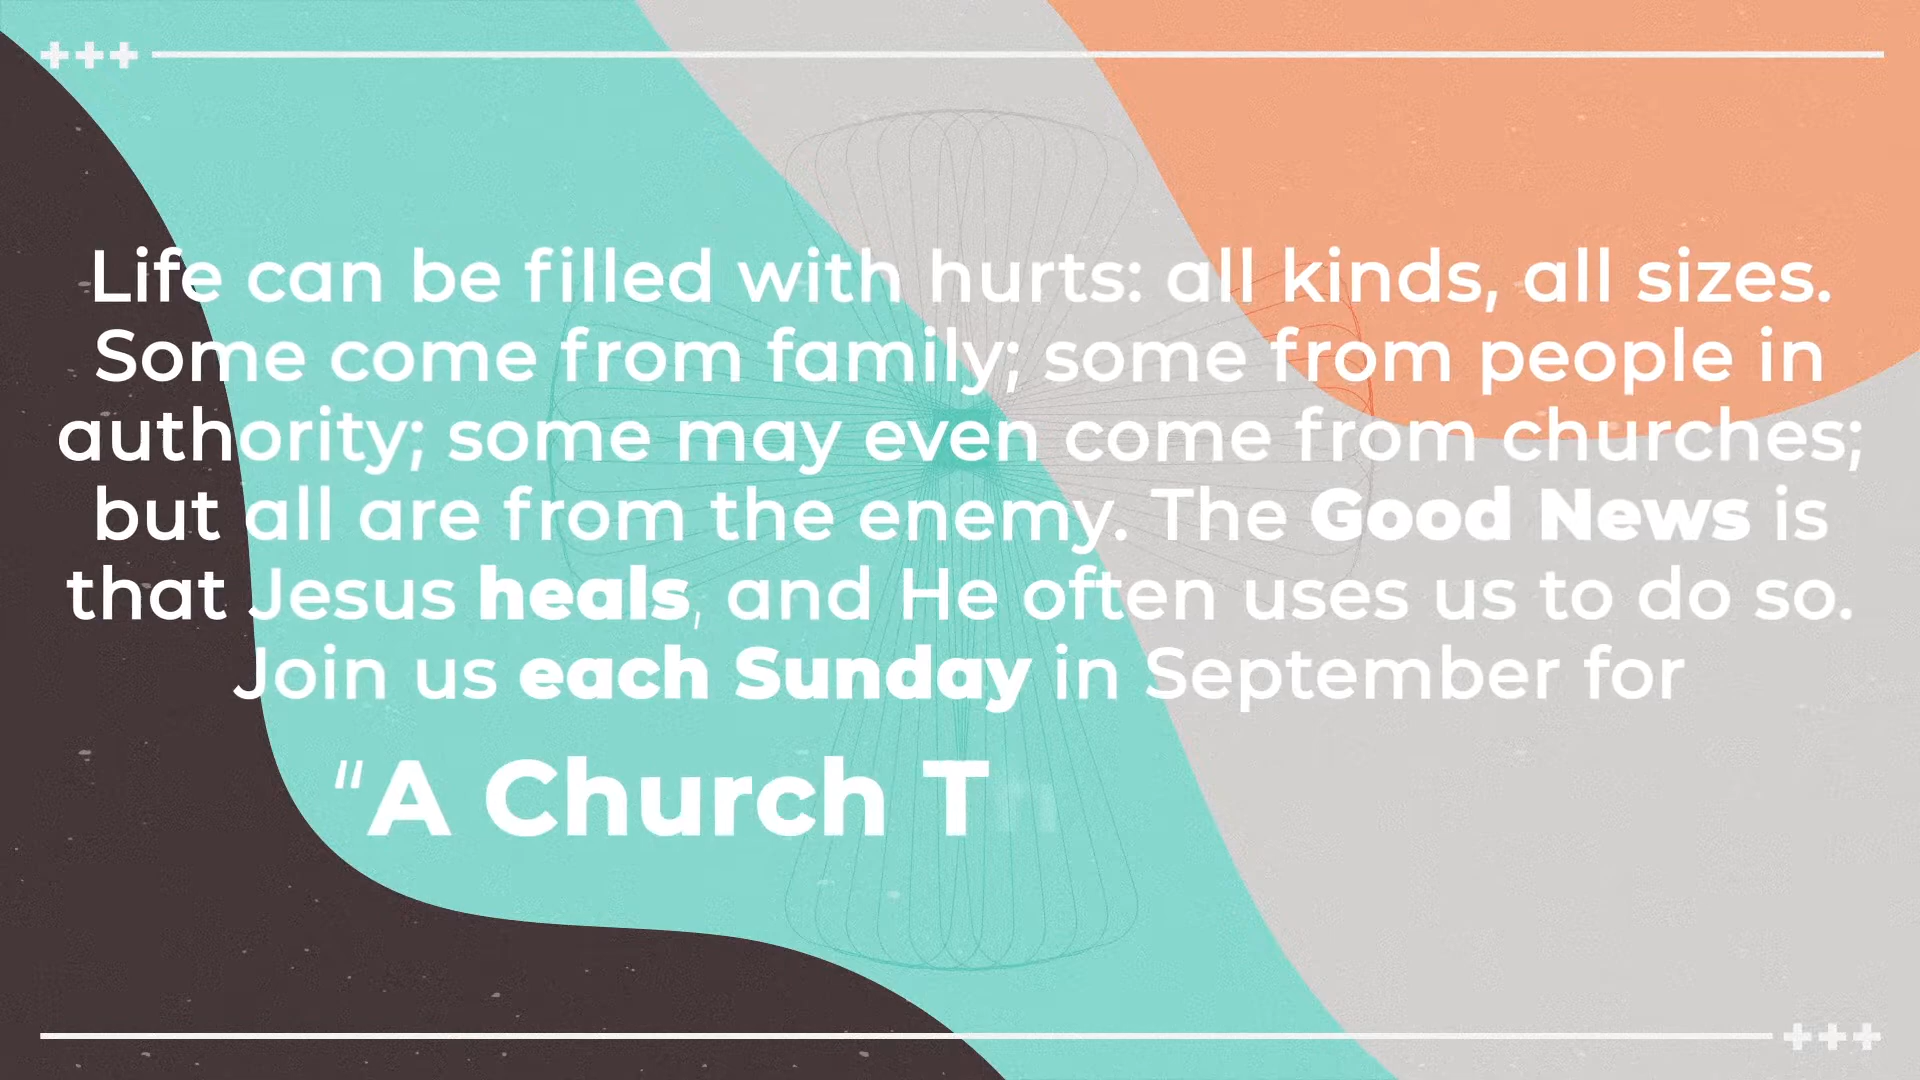 Life can be filled with hurts: all kinds, all sizes.
Some come from family; some from people in
authority; some may even come from churches;
but all are from the enemy. The Good News is
that Jesus heals, and He often uses us to do so.
Join us each Sunday in September for
"A Church T